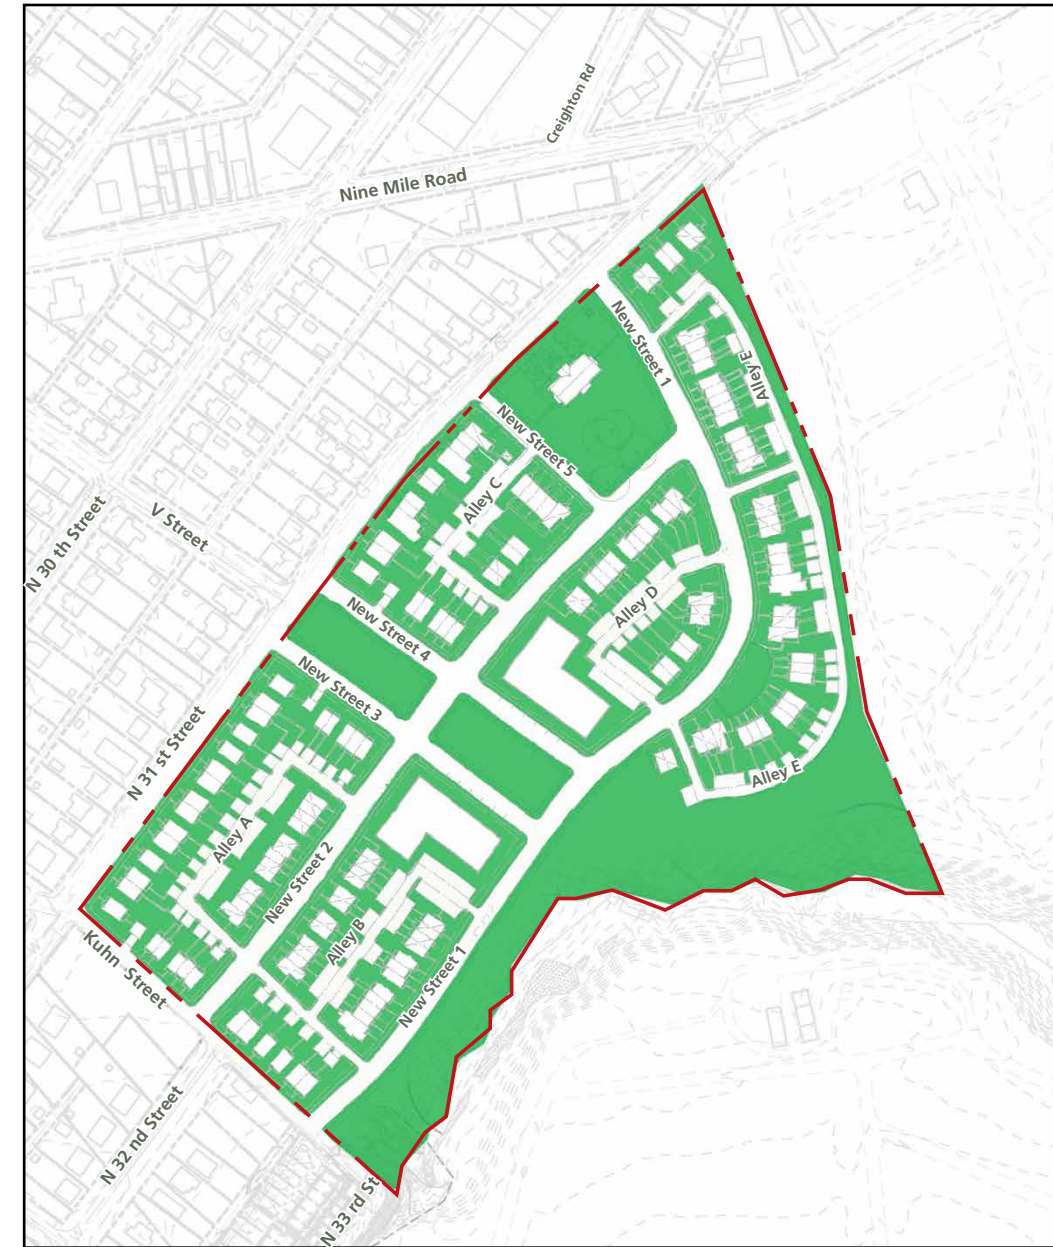 Creighton Rd
Nine Mile Road
New Street 1
Alley E
New Street 5
Alley C
V Street
N 30 th Street
Alley D
New Street 4
New Street 3
N 31 st Street
Alley E
Alley A
New Street 2
Alley B
Kuhn Street
New Street 1
N 32 nd Street
N 33 rd St